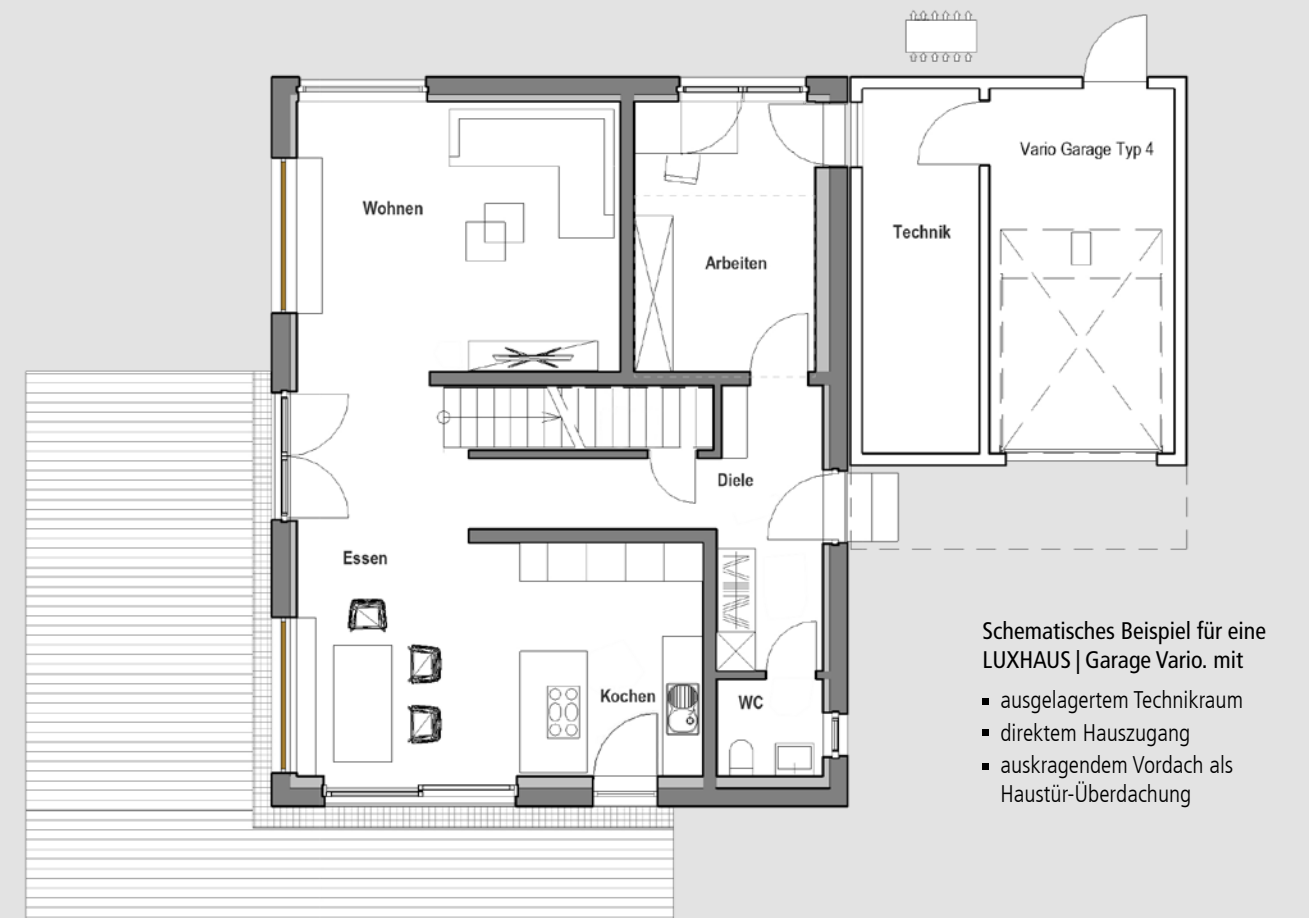 Vario Garage Typ 4
Wohnen
Technik
Arbeiten
Diele
Essen
Kochen
WC
Schematisches Beispiel für eine
LUXHAUS | Garage Vario. mit
▪ ausgelagertem Technikraum
▪ direktem Hauszugang
▪ auskragendem Vordach als
Haustür-Überdachung